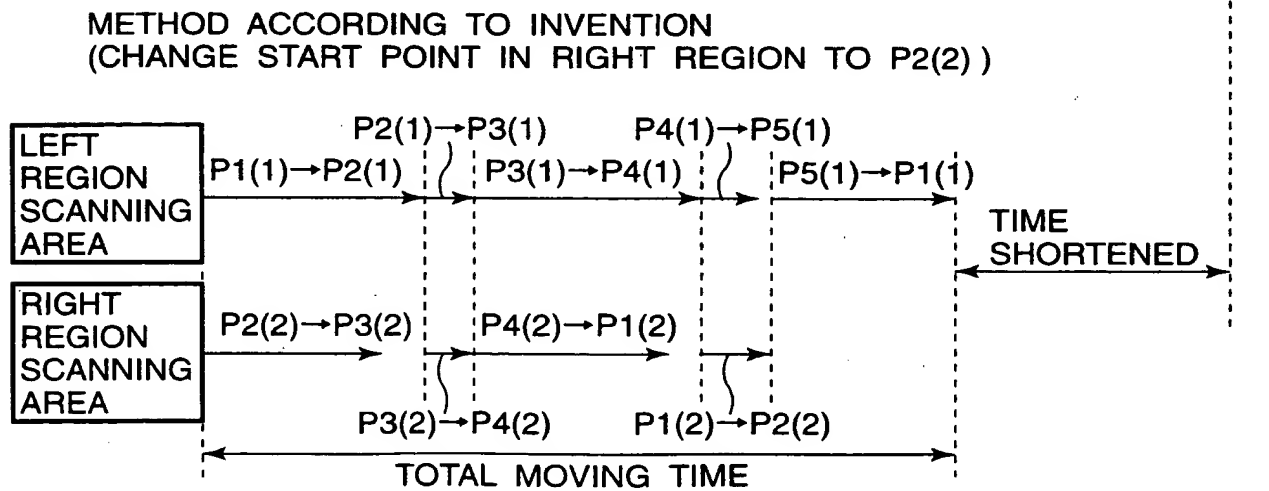 METHOD ACCORDING TO INVENTION
(CHANGE START POINT IN RIGHT REGION TO P2(2) )
LEFT
REGION
SCANNING
AREA
P2(1)→P3(1)
P4(1)→P5(1)
P1(1)→P2(1)
P3(1)→P4(1)
P5(1)→P1(1)
TIME
SHORTENED
RIGHT
REGION
SCANNING
AREA
P2(2)→P3(2)
P4(2)→P1(2)
P3(2)→P4(2)
P1(2)→P2(2)
TOTAL MOVING TIME